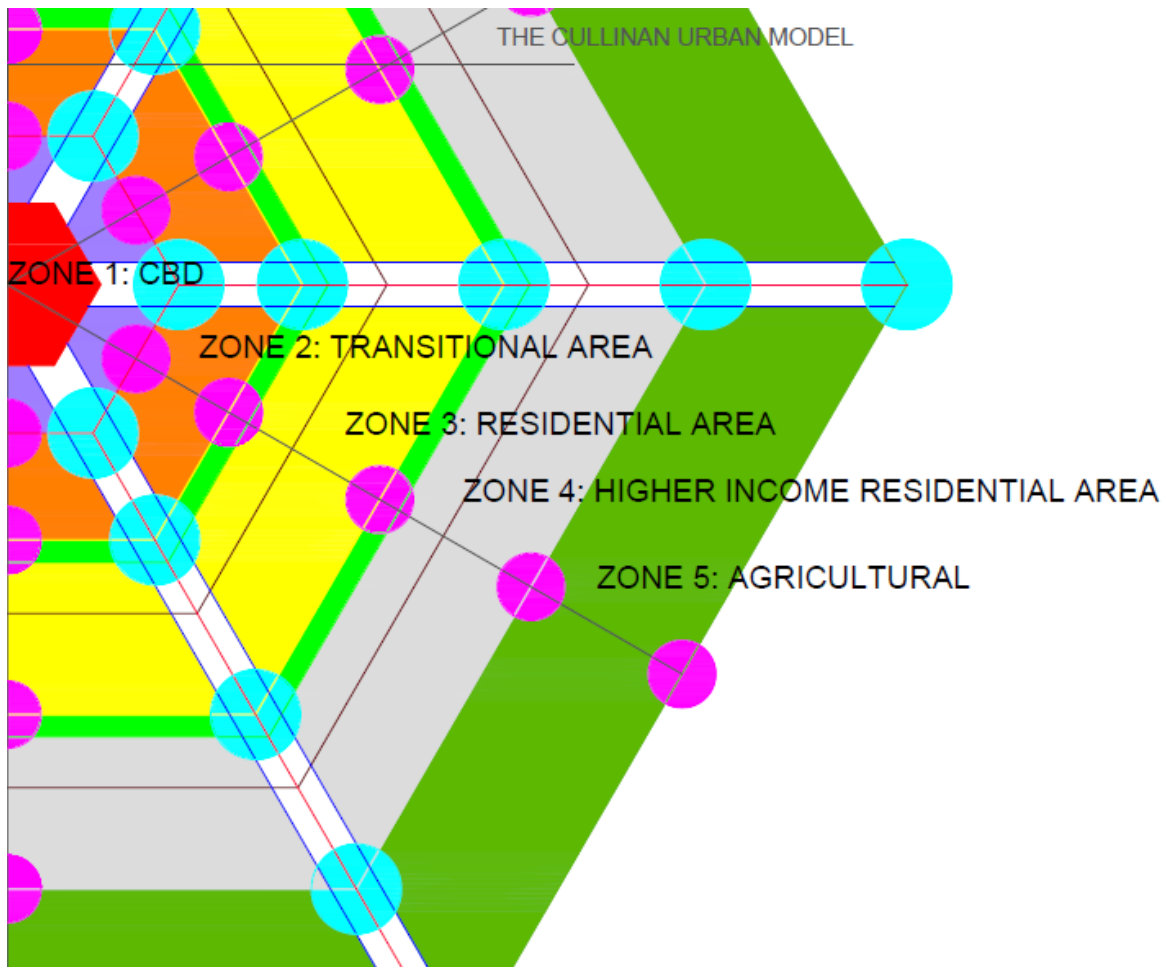 THE CULLINAN URBAN MODEL
ZONE 1: CBD
ZONE 2: TRANSITIONAL AREA
ZONE 3: RESIDENTIAL AREA
ZONE 4: HIGHER INCOME RESIDENTIAL AREA
ZONE 5: AGRICULTURAL